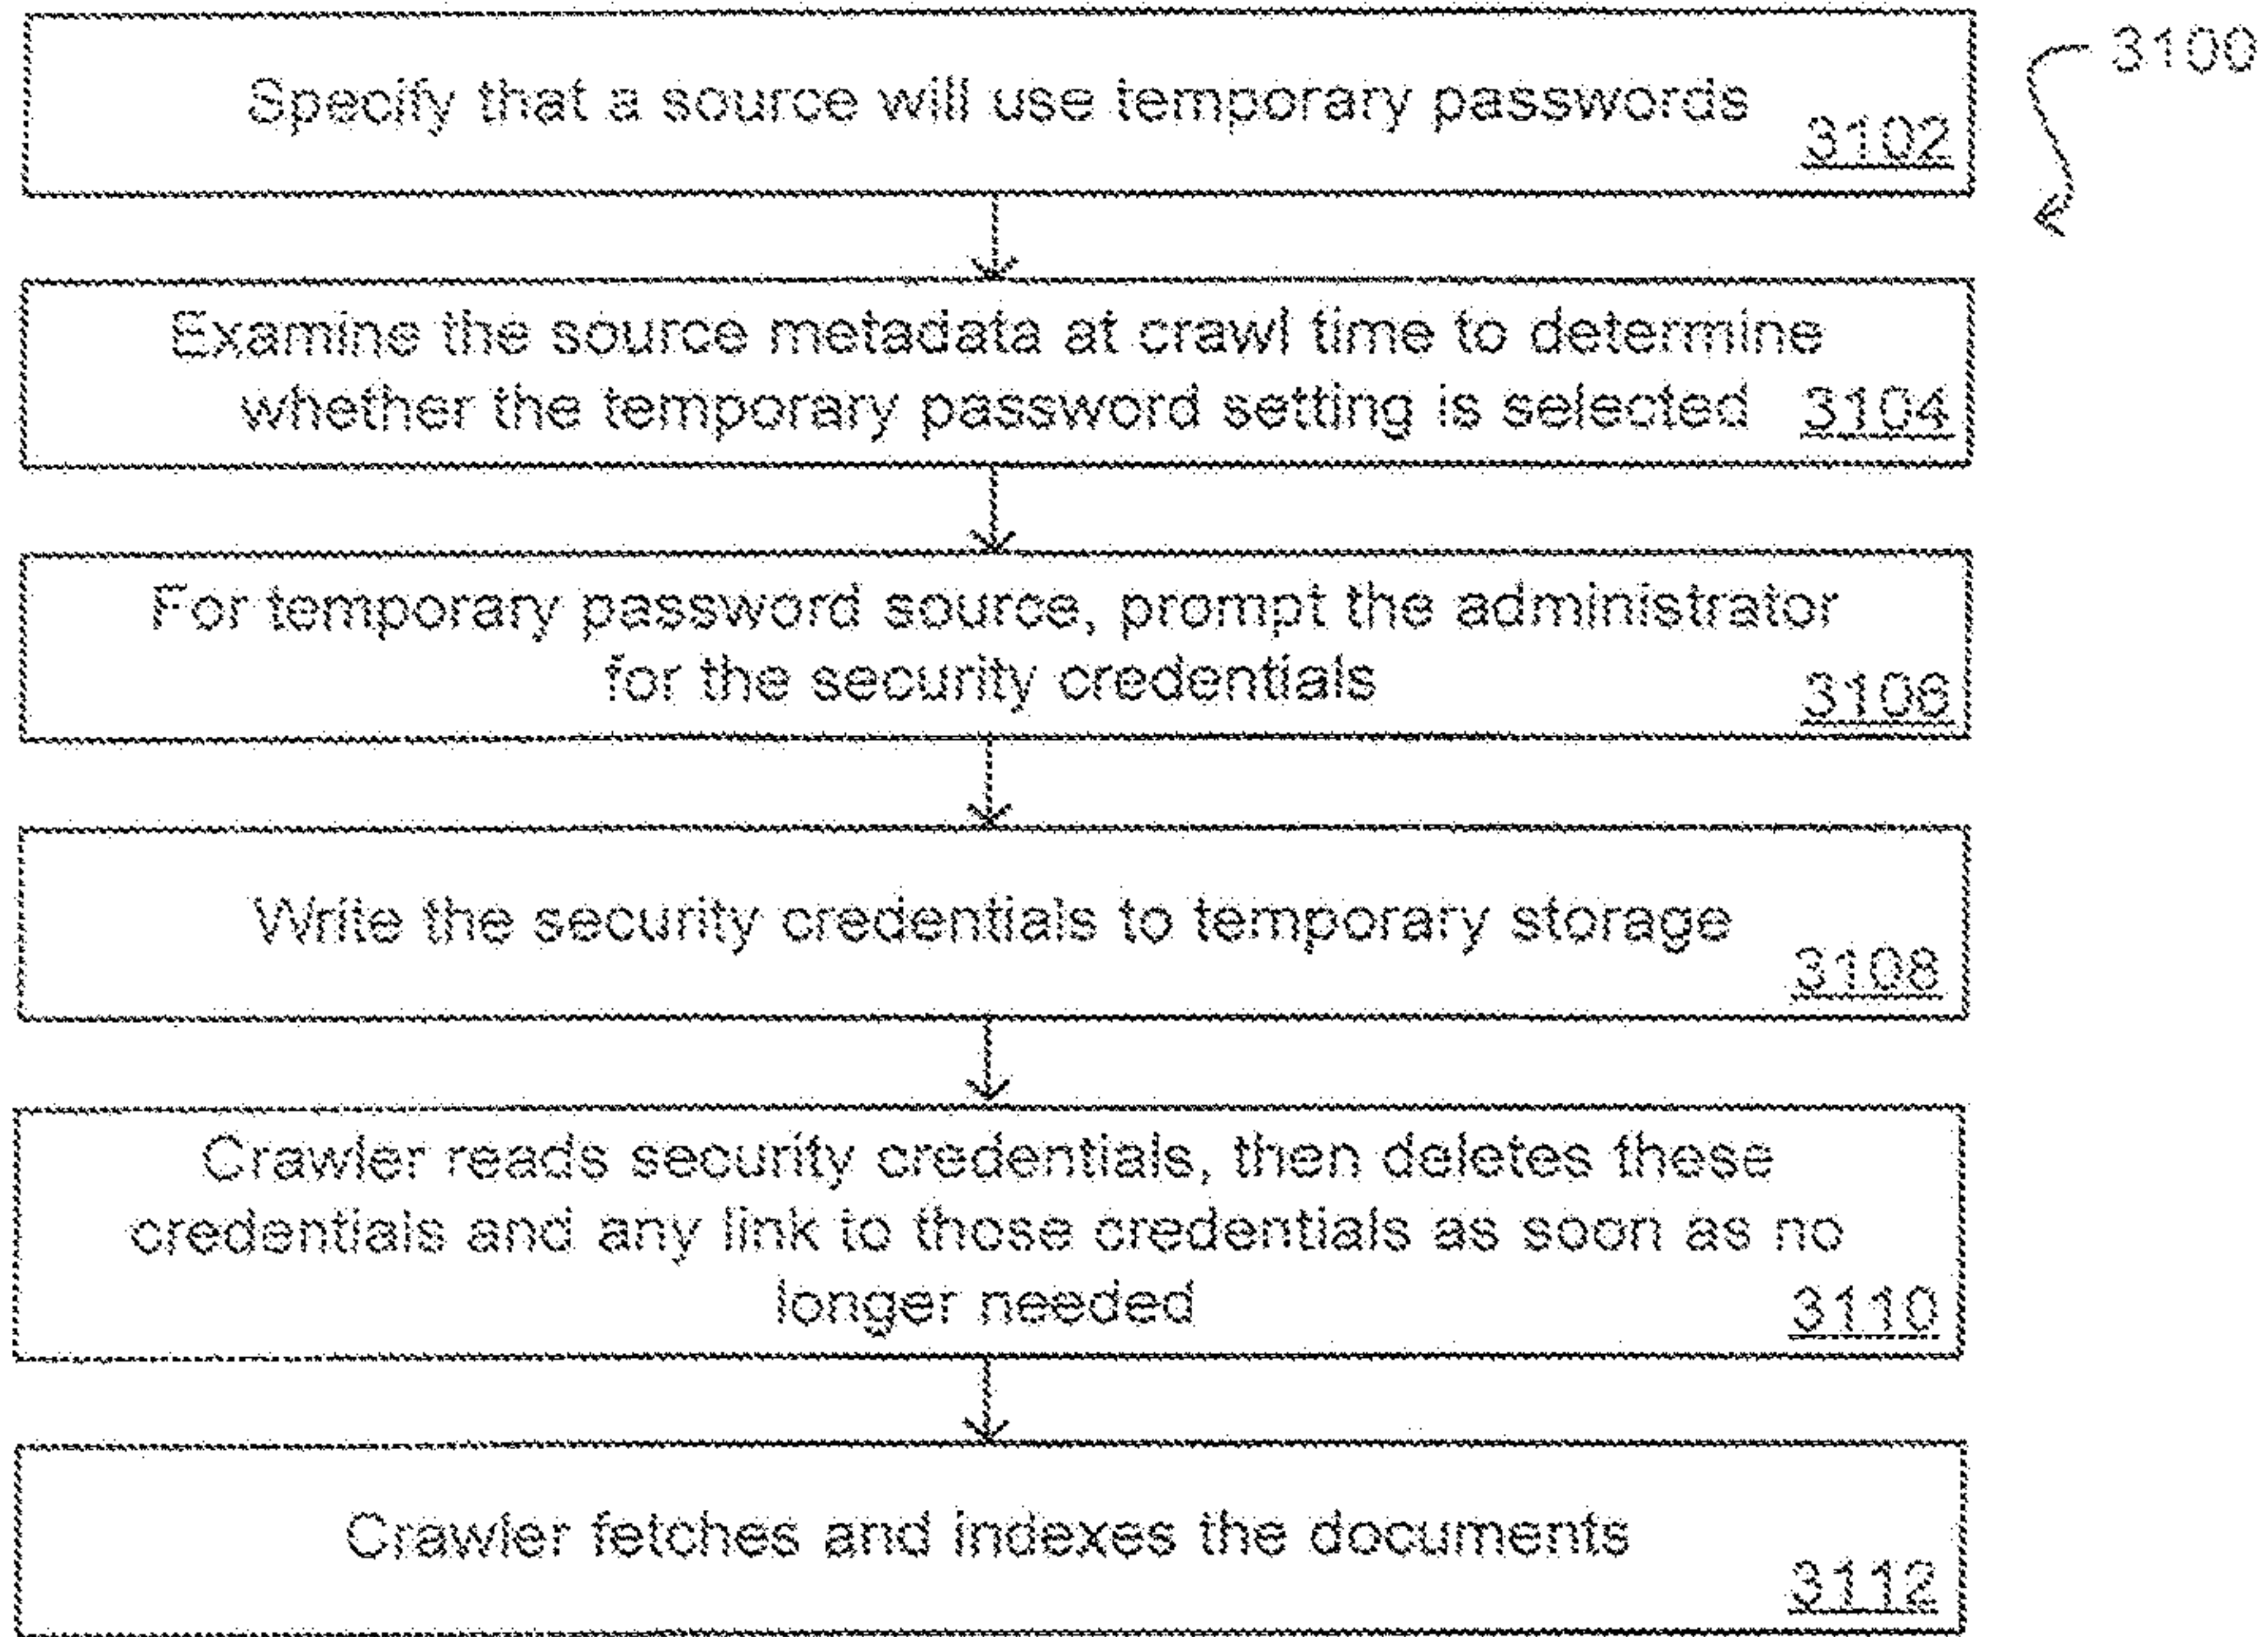 3100
Specify that a source will use temporary passwords
3102
Examine the source metadata at crawl time to determine
whether the temporary password setting is selected 3104
For temporary password source, prompt the administrator
for the security credentials
3106
Write the security credentials to temporary storage
3108
Crawler reads security credentials, then deletes these
credentials and any link to those credentials as soon as no
longer needed
3110
Crawler fetches and indexes the documents
3112